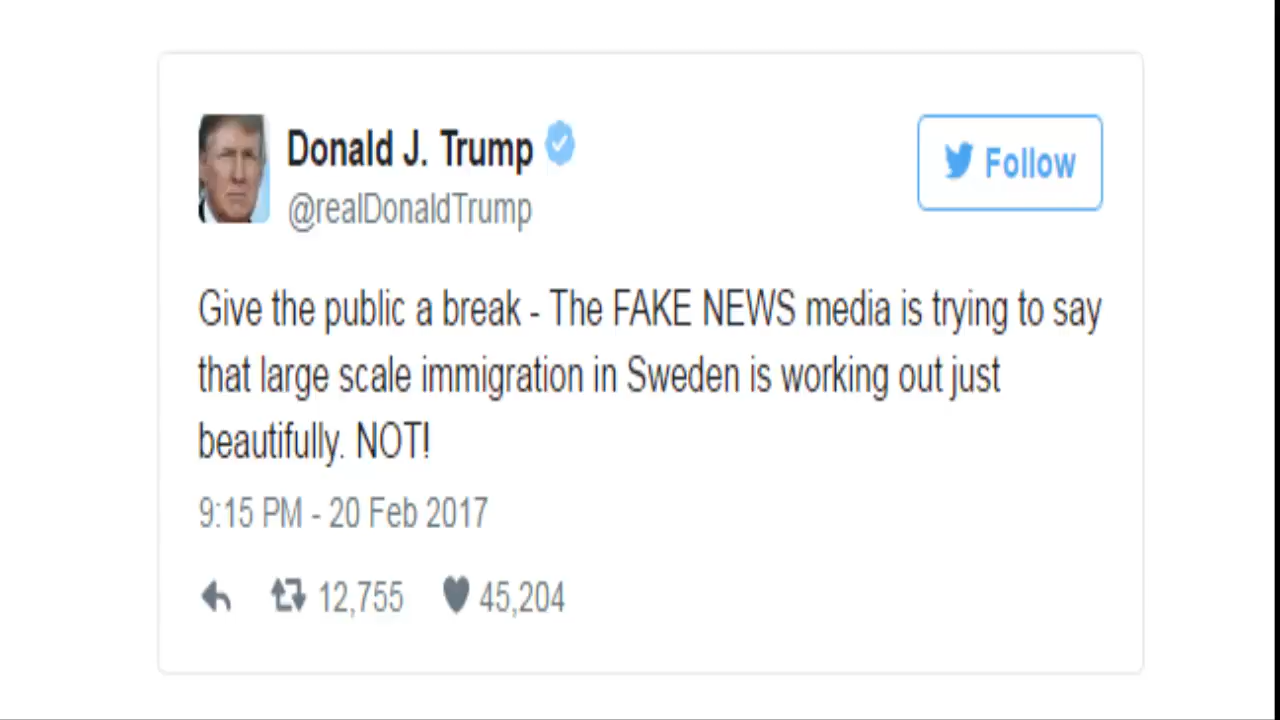 Donald J. Trump
Follow
@realDonaldTrump
Give the public a break - The FAKE NEWS media is trying to say
that large scale immigration in Sweden is working out just
beautifully. NOT!
9:15 PM - 20 Feb 2017
12,755 45,204